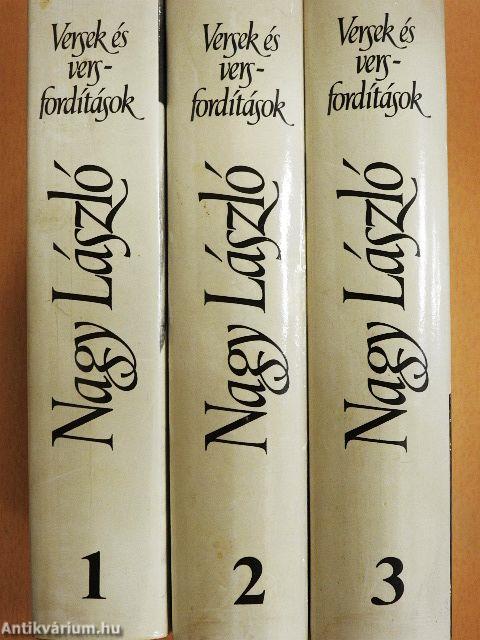 Versek és
vers-
fordítások
Nagy László
1
Versek és
vers-
fordítások
Nagy László
2
Versek és
vers-
fordítások
Nagy László
3
Antikvárium.hu